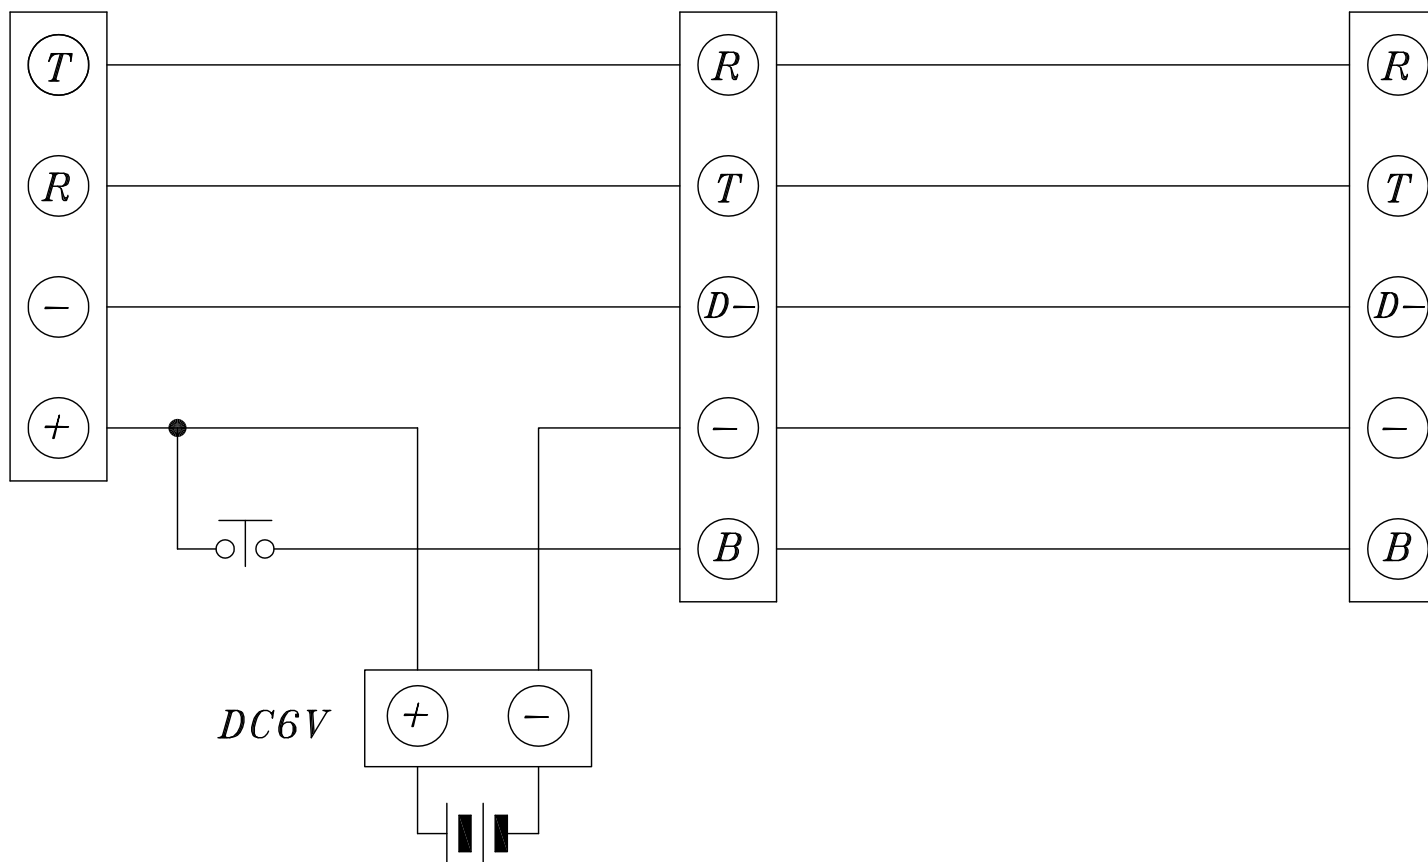 T R R
R T T
− D− D−
+ − −
B B
DC6V + −